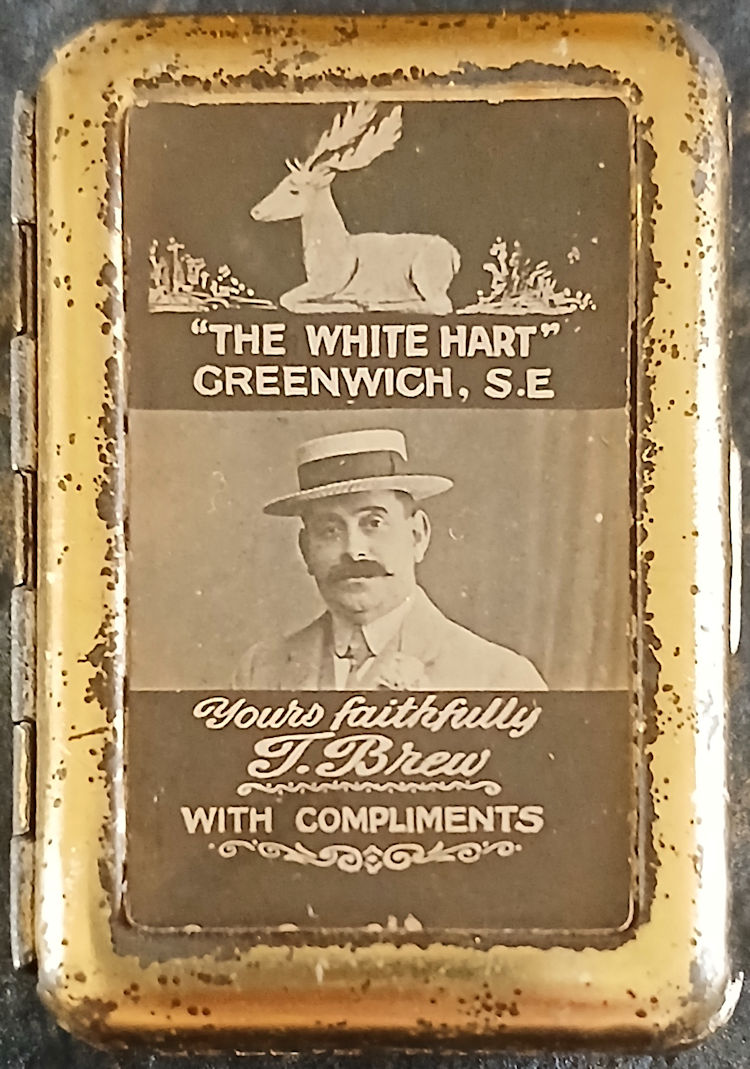 "THE WHITE HART"
GREENWICH, S.E
Yours faithfully
T. Brew
WITH COMPLIMENTS